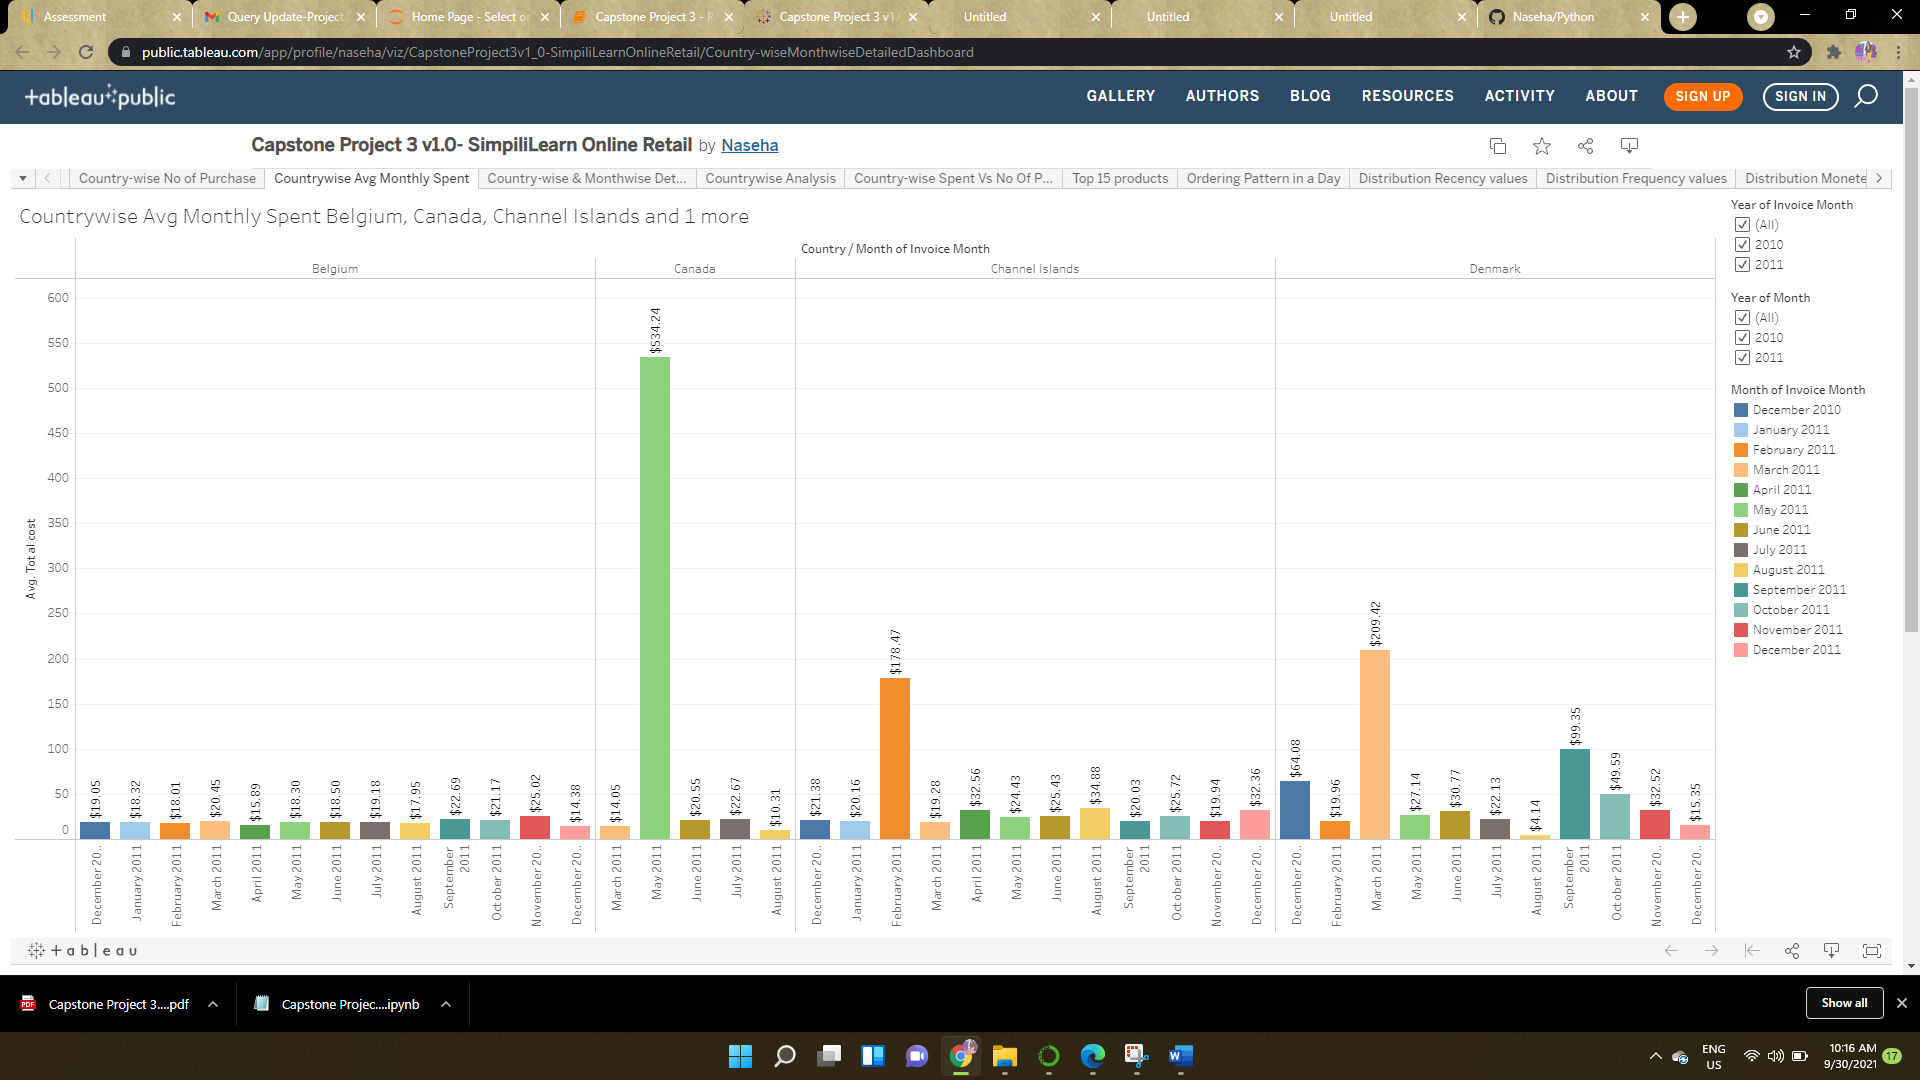 Assessment
Query Update-Project
Home Page - Select or
Capstone Project 3 - R
Capstone Project 3 v1.
Untitled
Untitled
Untitled
Naseha/Python
public.tableau.com/app/profile/naseha/viz/CapstoneProject3v1_0-SimpiliLearnOnlineRetail/Country-wiseMonthwiseDetailedDashboard
+ableau public
GALLERY AUTHORS BLOG RESOURCES ACTIVITY ABOUT SIGN UP SIGN IN
Capstone Project 3 v1.0- SimpiliLearn Online Retail by Naseha
Country-wise No of Purchase
Countrywise Avg Monthly Spent
Country-wise & Monthwise Det...
Countrywise Analysis
Country-wise Spent Vs No Of P...
Top 15 products
Ordering Pattern in a Day
Distribution Recency values
Distribution Frequency values
Distribution Monete
Countrywise Avg Monthly Spent Belgium, Canada, Channel Islands and 1 more
Country / Month of Invoice Month
Belgium
Canada
Channel Islands
Denmark
Avg. Total cost
600
550
500
450
400
350
300
250
200
150
100
50
0
$19.05
$18.32
$18.01
$20.45
$15.89
$18.30
$18.50
$19.18
$17.95
$22.69
$21.17
$25.02
$14.38
$14.05
$534.24
$20.55
$22.67
$10.31
$21.38
$20.16
$178.47
$19.28
$32.56
$24.43
$25.43
$34.88
$20.03
$25.72
$19.94
$32.36
$64.08
$19.96
$209.42
$27.14
$30.77
$22.13
$4.14
$99.35
$49.59
$32.52
$15.35
December 20..
January 2011
February 2011
March 2011
April 2011
May 2011
June 2011
July 2011
August 2011
September 2011
October 2011
November 20..
December 20..
March 2011
May 2011
June 2011
July 2011
August 2011
December 20..
January 2011
February 2011
March 2011
April 2011
May 2011
June 2011
August 2011
September 2011
October 2011
November 20..
December 20..
December 20..
February 2011
March 2011
May 2011
June 2011
July 2011
August 2011
September 2011
October 2011
November 20..
December 20..
Year of Invoice Month
(All)
2010
2011
Year of Month
(All)
2010
2011
Month of Invoice Month
December 2010
January 2011
February 2011
March 2011
April 2011
May 2011
June 2011
July 2011
August 2011
September 2011
October 2011
November 2011
December 2011
+ a b l e a u
PDF
Capstone Project 3....pdf
Capstone Projec....ipynb
Show all
W
ENG
US
10:16 AM
9/30/2021
17